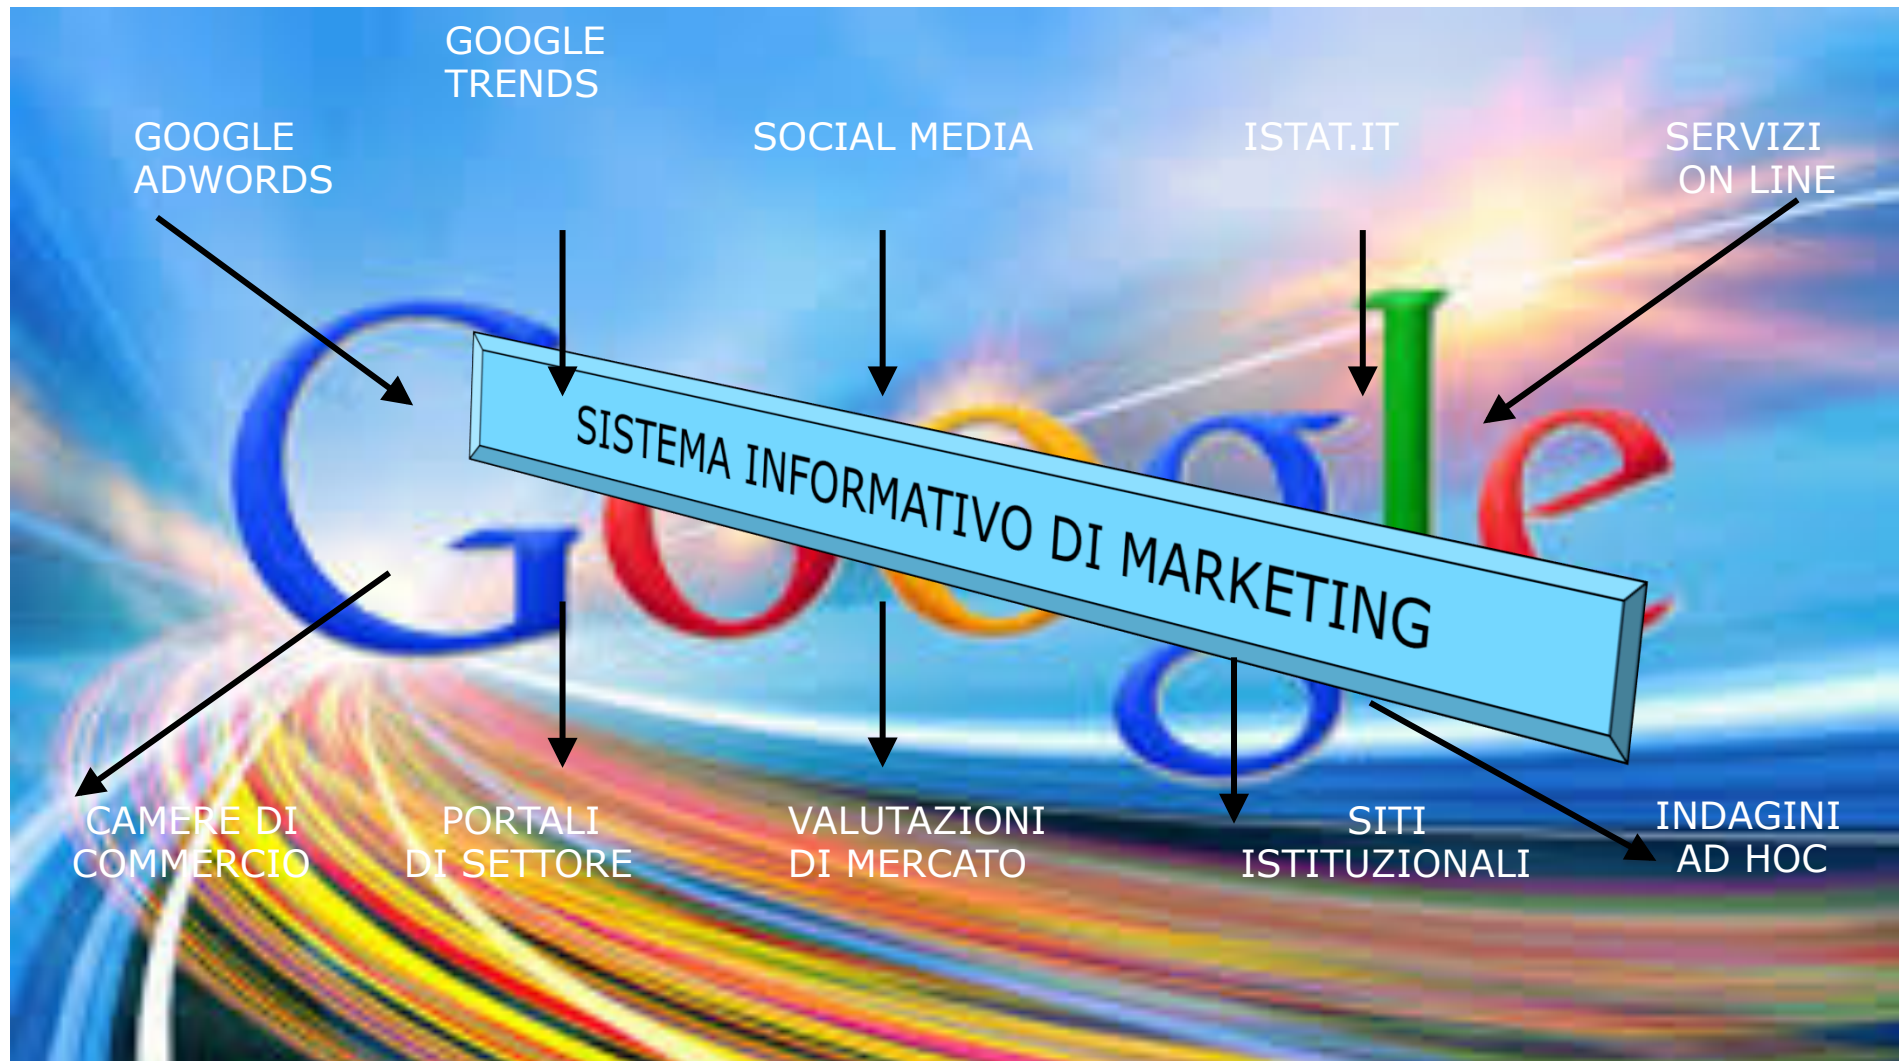 GOOGLE
TRENDS
GOOGLE
ADWORDS
SOCIAL MEDIA
ISTAT.IT
SERVIZI
ON LINE
Google
SISTEMA INFORMATIVO DI MARKETING
CAMERE DI
COMMERCIO
PORTALI
DI SETTORE
VALUTAZIONI
DI MERCATO
SITI
ISTITUZIONALI
INDAGINI
AD HOC